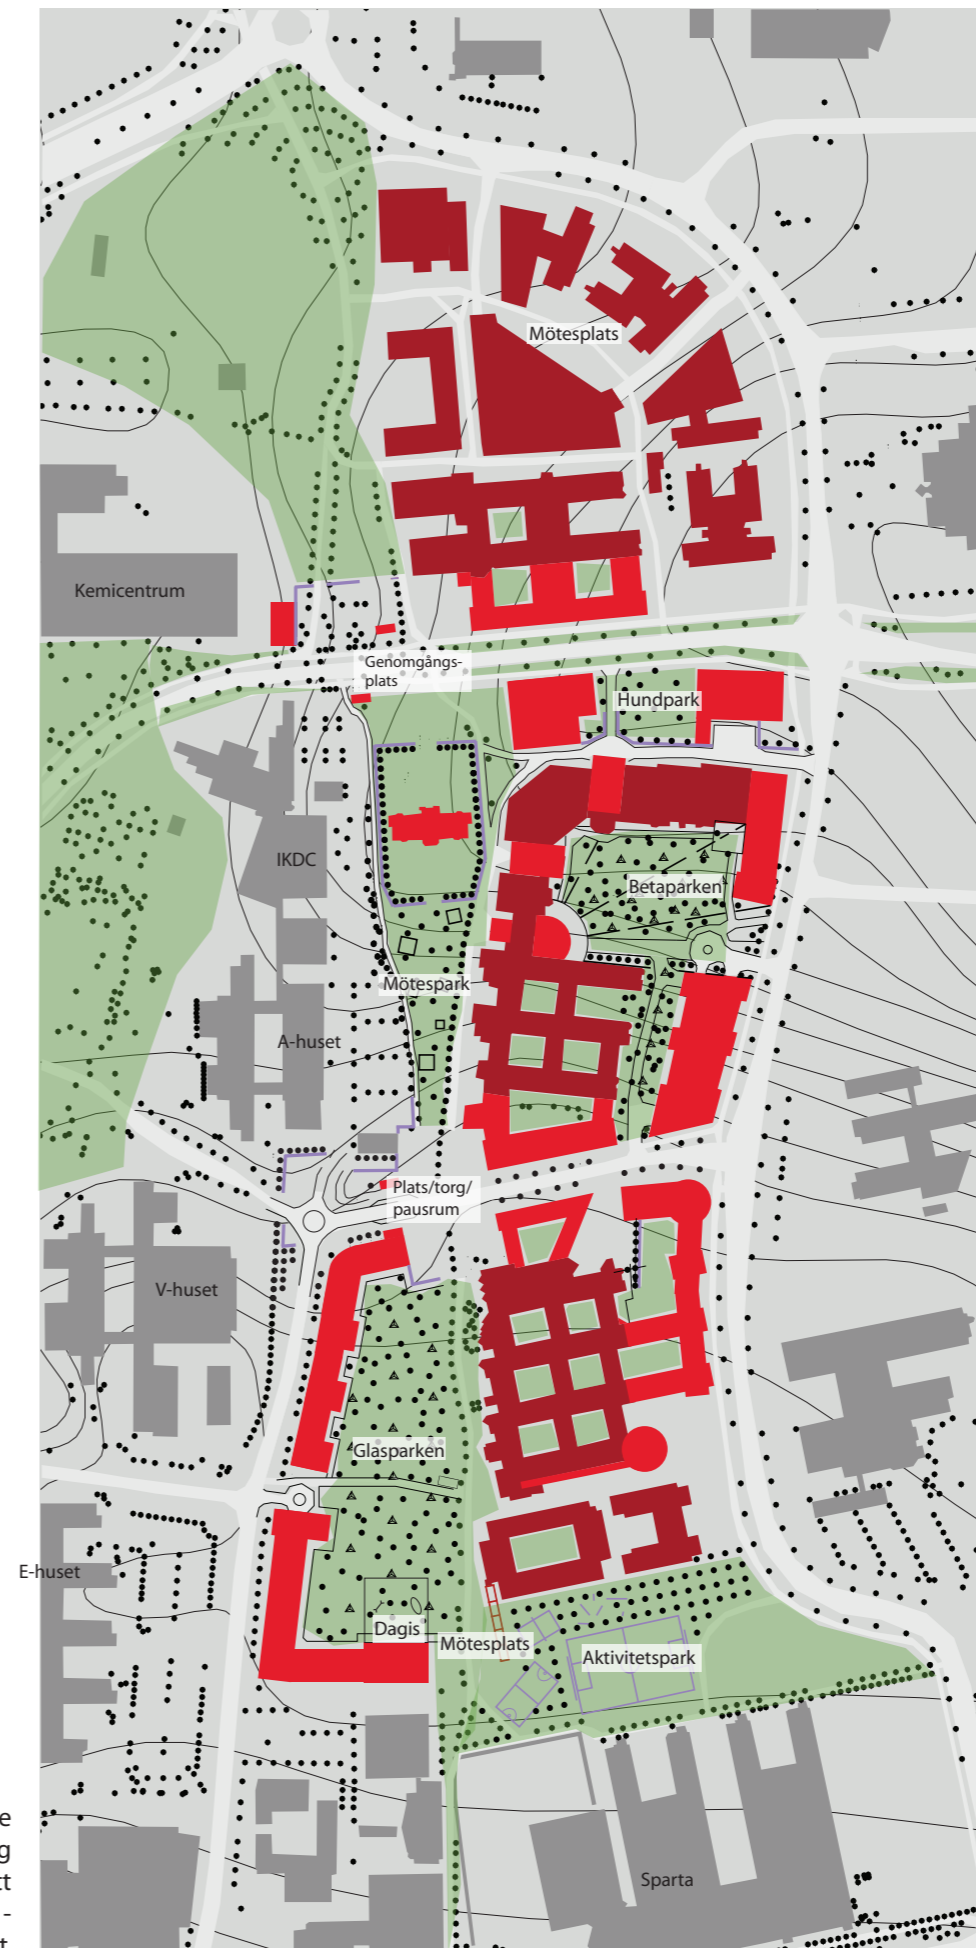 Mötesplats
Kemicentrum
Genomgångs-
plats
Hundpark
IKDC
Betaparken
Mötespark
A-huset
Plats/torg/
pausrum
V-huset
Glasparken
E-huset
Dagis
Mötesplats
Aktivitetspark
e
g
tt
-
t.
Sparta